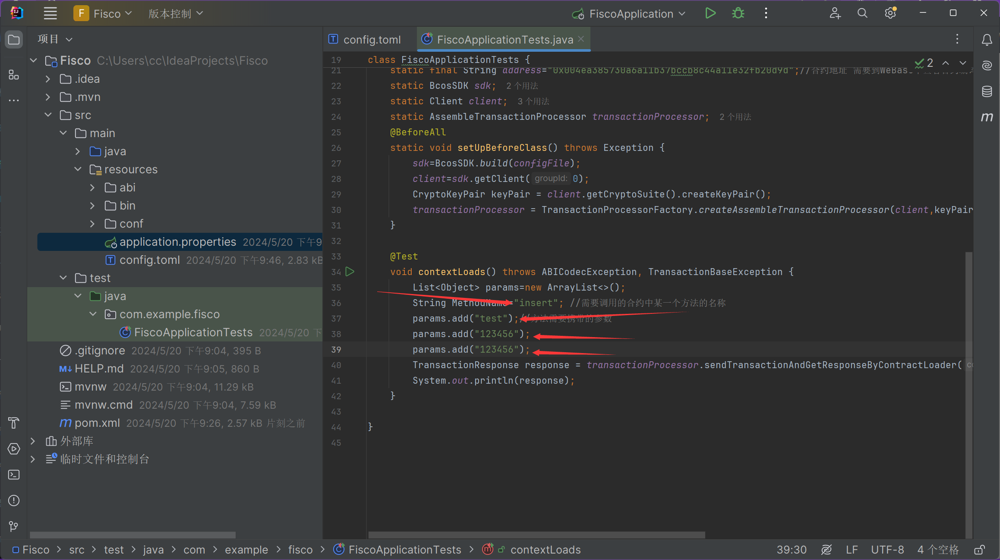 Fisco 版本控制 FiscoApplication
项目
Fisco C:\Users\cc\IdeaProjects\Fisco
.idea
.mvn
src
main
java
resources
abi
bin
conf
application.properties 2024/5/20 下午9
config.toml 2024/5/20 下午9:46, 2.83 kB
test
java
com.example.fisco
FiscoApplicationTests 2024/5/20 下
.gitignore 2024/5/20 下午9:04, 395 B
HELP.md 2024/5/20 下午9:05, 860 B
mvnw 2024/5/20 下午9:04, 11.29 kB
mvnw.cmd 2024/5/20 下午9:04, 7.59 kB
pom.xml 2024/5/20 下午9:26, 2.57 kB 片刻之前
外部库
临时文件和控制台
config.toml FiscoApplicationTests.java
19 class FiscoApplicationTests { 2
21 static final String address="0x004ea385730a6a11b37bccb8c44a11e32fb20d9d";//合约地址 需要到WeBas
22 static BcosSDK sdk; 2 个用法
23 static Client client; 3 个用法
24 static AssembleTransactionProcessor transactionProcessor; 2 个用法
25 @BeforeAll
26 static void setUpBeforeClass() throws Exception {
27 sdk=BcosSDK.build(configFile);
28 client=sdk.getClient( groupId: 0);
29 CryptoKeyPair keyPair = client.getCryptoSuite().createKeyPair();
30 transactionProcessor = TransactionProcessorFactory.createAssembleTransactionProcessor(client,keyPair
31 }
32
33 @Test
34 void contextLoads() throws ABICodecException, TransactionBaseException {
35 List<Object> params=new ArrayList<>();
36 String MethodName="insert"; //需要调用的合约中某一个方法的名称
37 params.add("test");//方法需要携带的参数
38 params.add("123456");
39 params.add("123456");
40 TransactionResponse response = transactionProcessor.sendTransactionAndGetResponseByContractLoader( co
41 System.out.println(response);
42 }
43
44 }
45
Fisco > src > test > java > com > example > fisco > FiscoApplicationTests > contextLoads 39:30 LF UTF-8 4 个空格